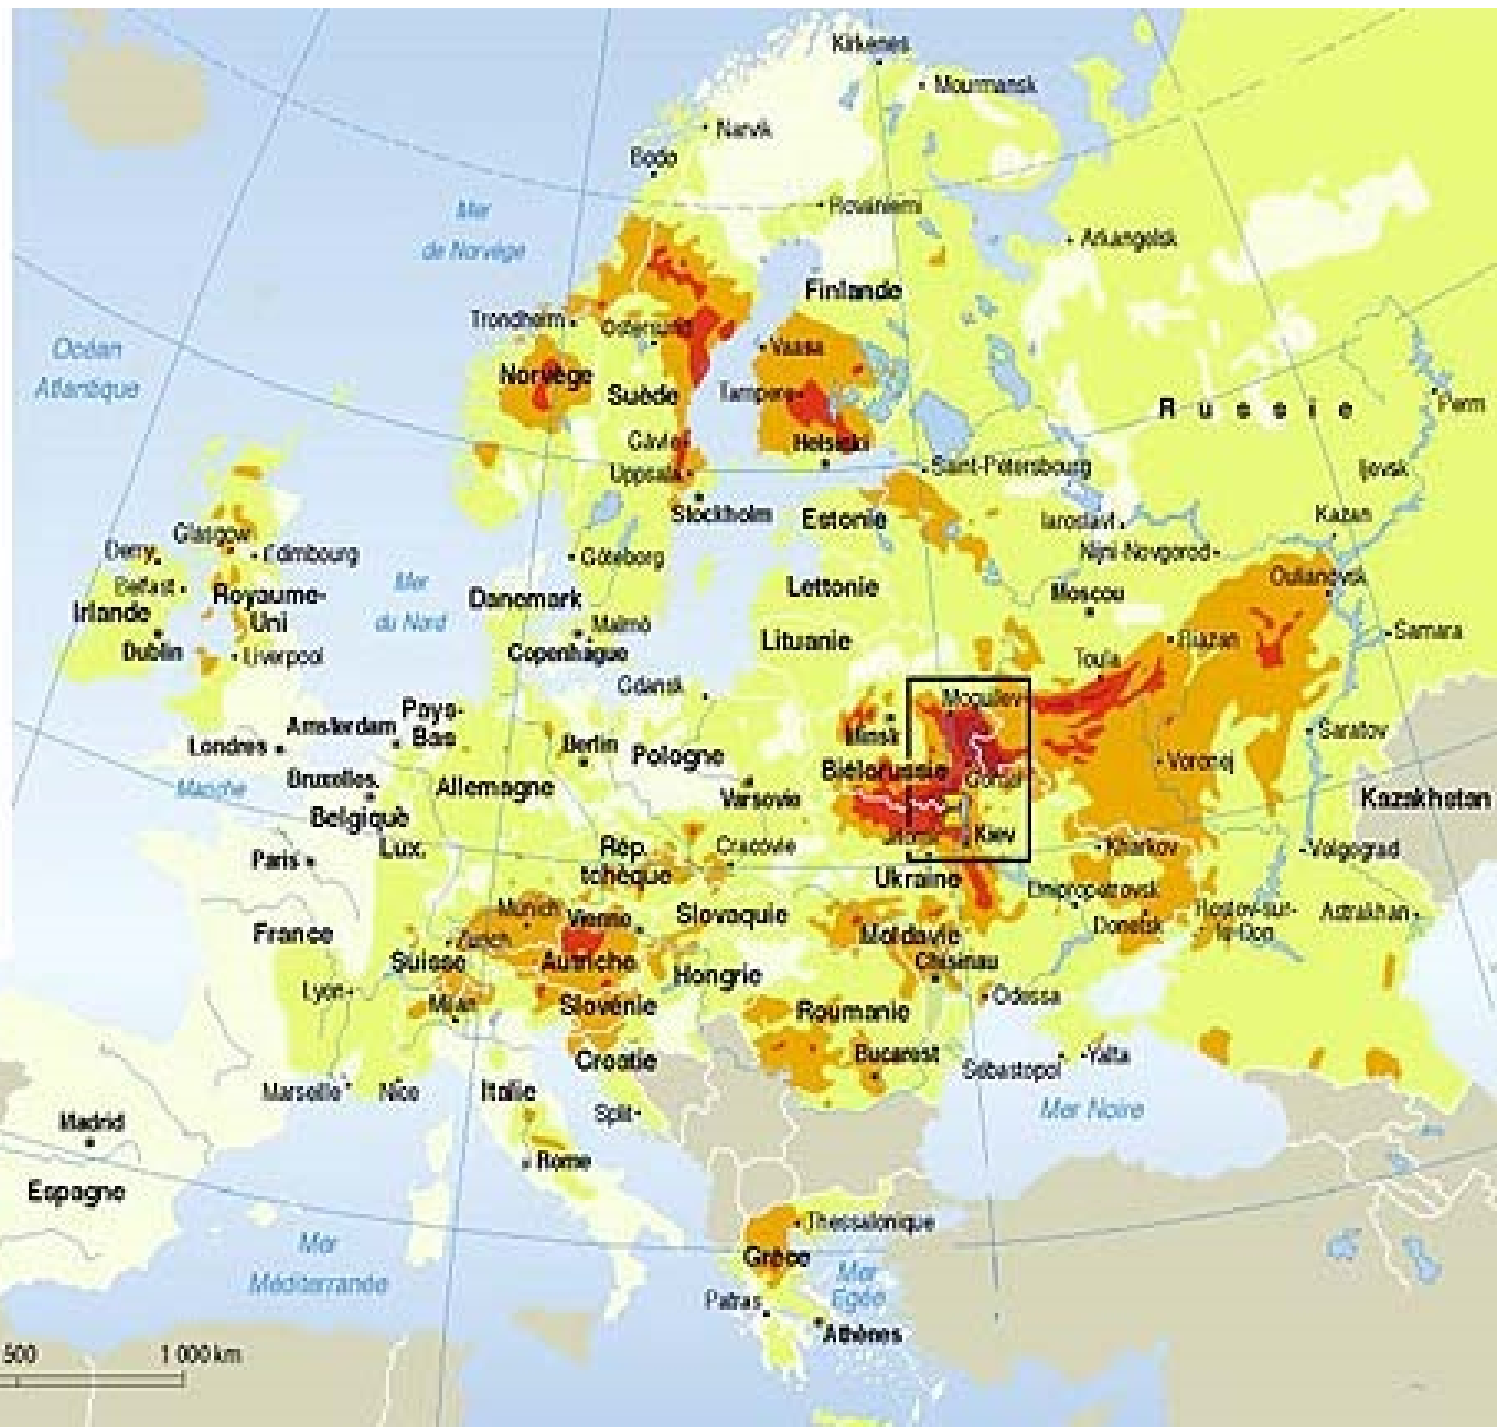 Kirkenes
Mourmansk
Narvik
Bodo
Rovaniemi
Mer
de Norvège
Arkangelsk
Finlande
Trondheim
Ostersund
Vaasa
Océan
Atlantique
Norvège
Suède
Tampere
Russie
Perm
Gävle
Helsinki
Uppsala
Saint-Pétersbourg
Ijovsk
Stockholm
Estonie
Iaroslavl
Kazan
Glasgow
Derry
Edimbourg
Göteborg
Nijni-Novgorod
Belfast
Royaume-
Uni
Mer
du Nord
Danemark
Lettonie
Moscou
Oulianovsk
Irlande
Malmö
Lituanie
Riazan
Samara
Dublin
Liverpool
Copenhague
Toula
Gdansk
Moguilev
Pays-
Bas
Amsterdam
Londres
Berlin
Pologne
Minsk
Saratov
Manche
Bruxelles
Allemagne
Varsovie
Biélorussie
Gomel
Voronej
Kazakhstan
Belgique
Lux.
Paris
Rép.
tchèque
Cracovie
Kiev
Kharkov
Volgograd
Ukraine
Dnipropetrovsk
Munich
Vienne
Slovaquie
Moldavie
Donetsk
Rostov-sur-
le-Don
Astrakhan
France
Zurich
Suisse
Autriche
Hongrie
Chisinau
Lyon
Milan
Slovénie
Roumanie
Odessa
Croatie
Bucarest
Sébastopol
Yalta
Marseille
Nice
Italie
Split
Mer Noire
Madrid
Rome
Espagne
Thessalonique
Mer
Méditerranée
Grèce
Mer
Egée
Patras
Athènes
500
1 000 km